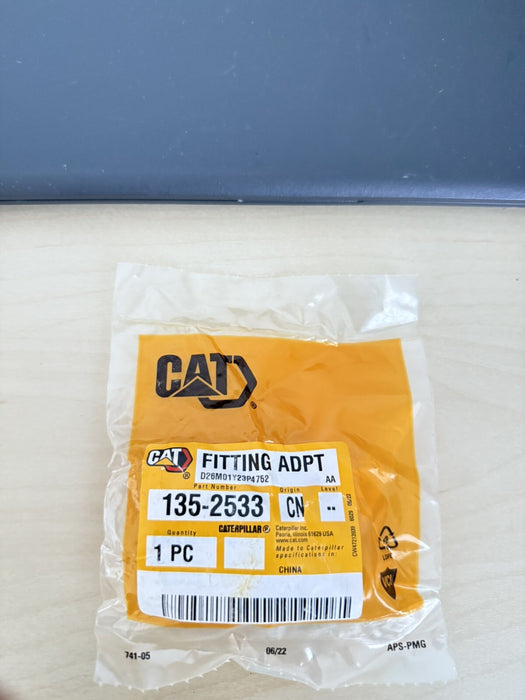 CAT
®
CAT
®
FITTING ADPT
D26M01Y23P4752 AA
Part Number Origin Level
135-2533 CN --
Quantity
1 PC
CATERPILLAR®
Caterpillar Inc.
Peoria, Illinois 61629 USA
www.cat.com
Made to Caterpillar
specifications in:
CHINA
741-05
06/22
APS-PMG